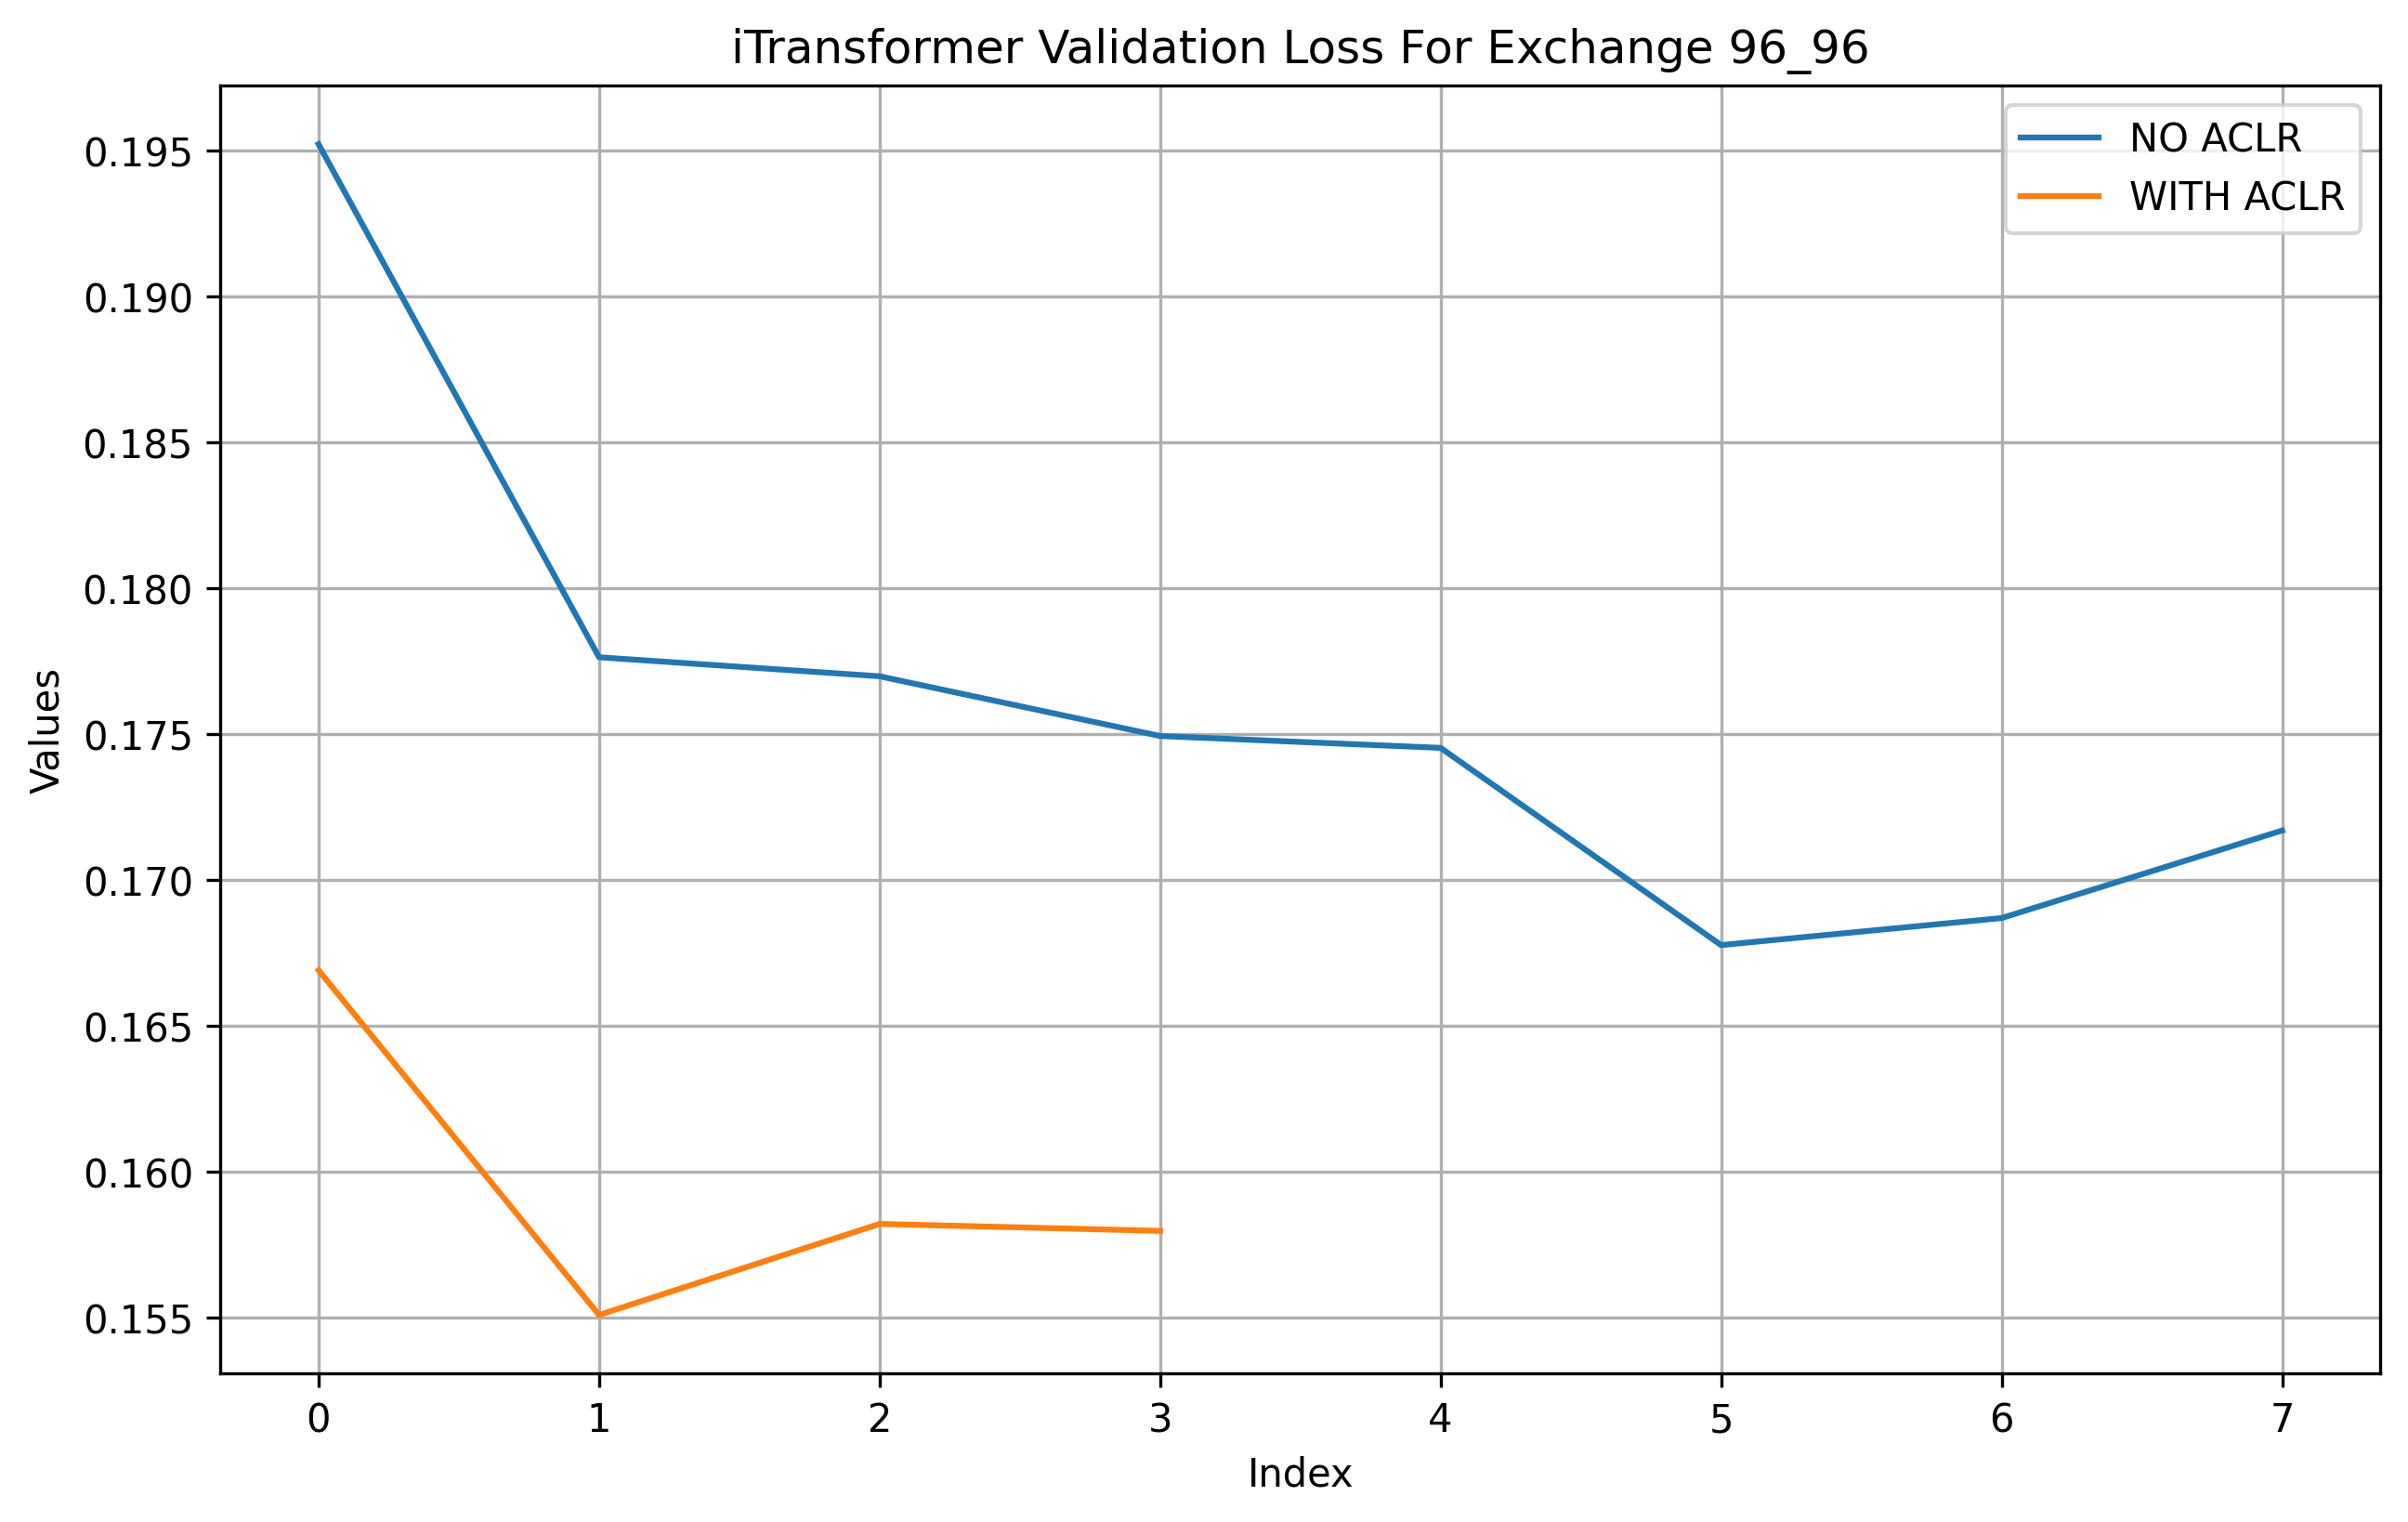 iTransformer Validation Loss For Exchange 96_96
NO ACLR
WITH ACLR
0.195
0.190
0.185
0.180
0.175
0.170
0.165
0.160
0.155
Values
0 1 2 3 4 5 6 7
Index